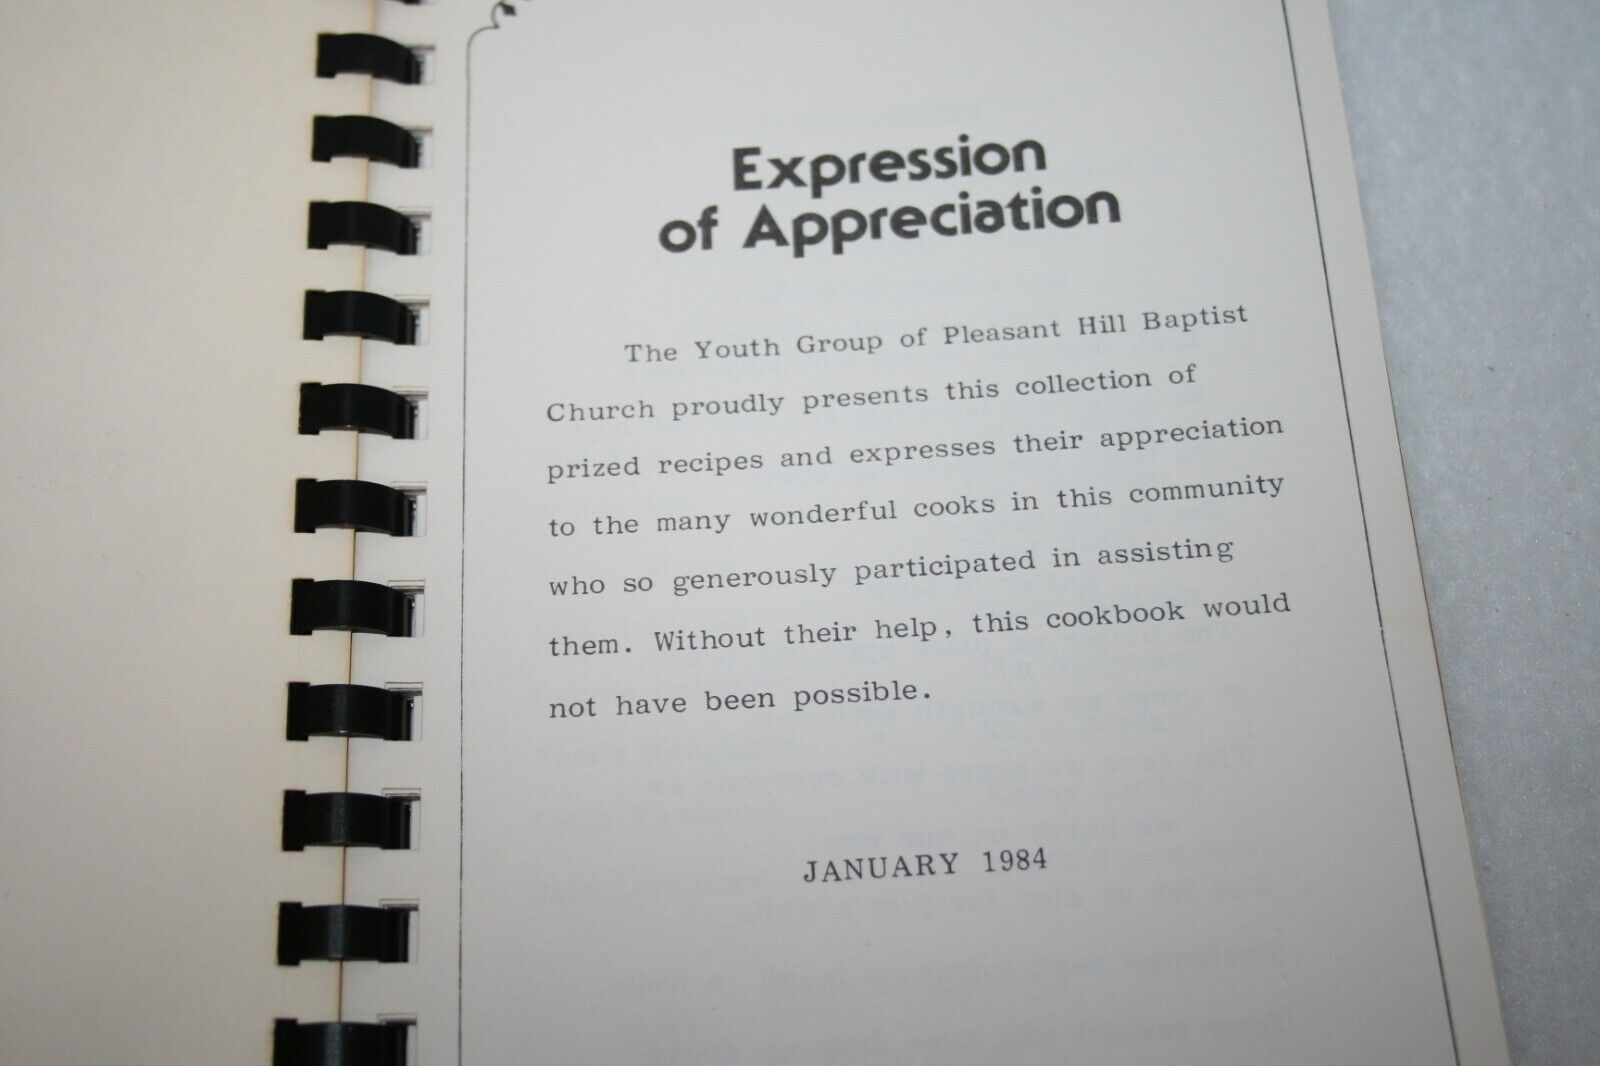 Expression
of Appreciation
The Youth Group of Pleasant Hill Baptist
Church proudly presents this collection of
prized recipes and expresses their appreciation
to the many wonderful cooks in this community
who so generously participated in assisting
them. Without their help, this cookbook would
not have been possible.
JANUARY 1984